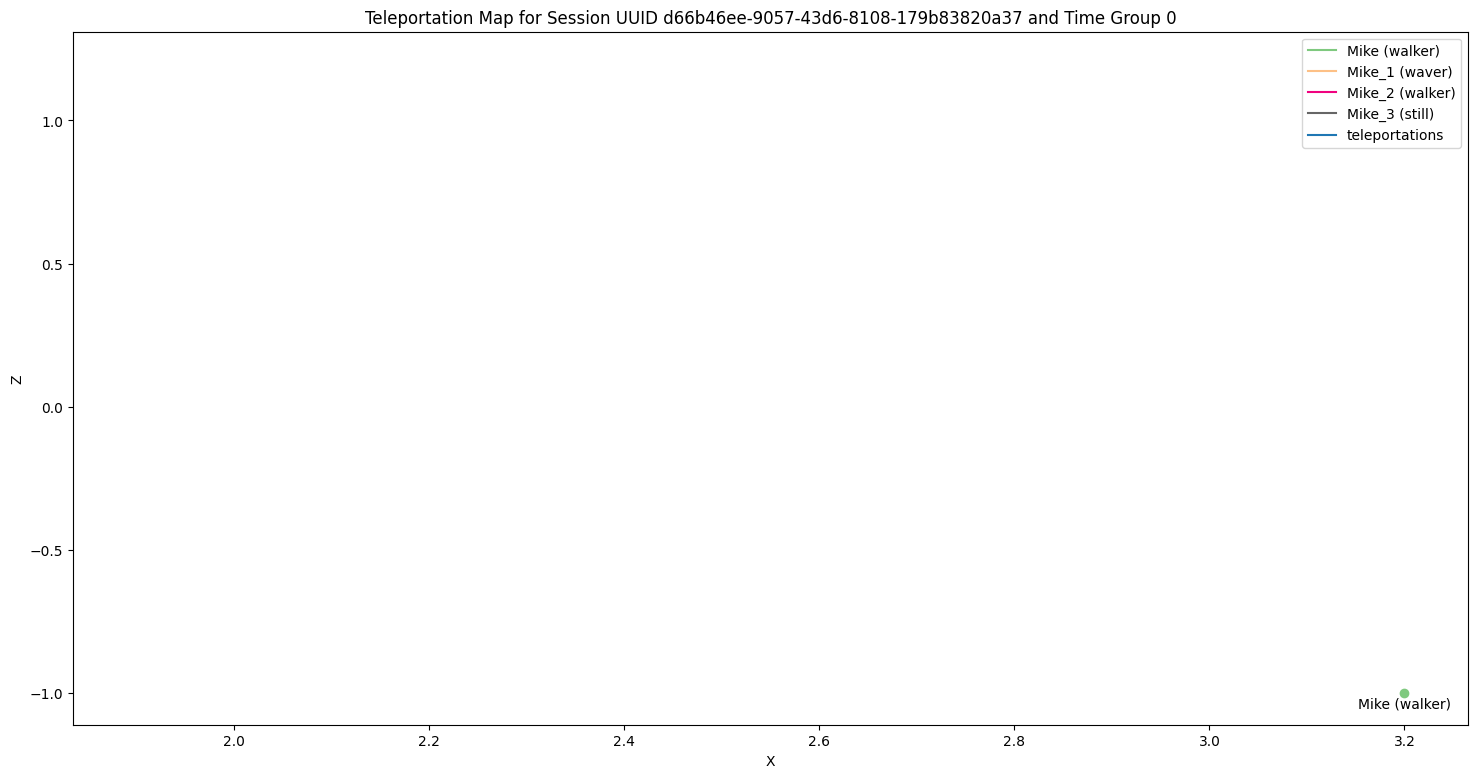 Teleportation Map for Session UUID d66b46ee-9057-43d6-8108-179b83820a37 and Time Group 0
Mike (walker)
Mike_1 (waver)
Mike_2 (walker)
Mike_3 (still)
teleportations
1.0
0.5
0.0
−0.5
−1.0
Z
Mike (walker)
2.0 2.2 2.4 2.6 2.8 3.0 3.2
X